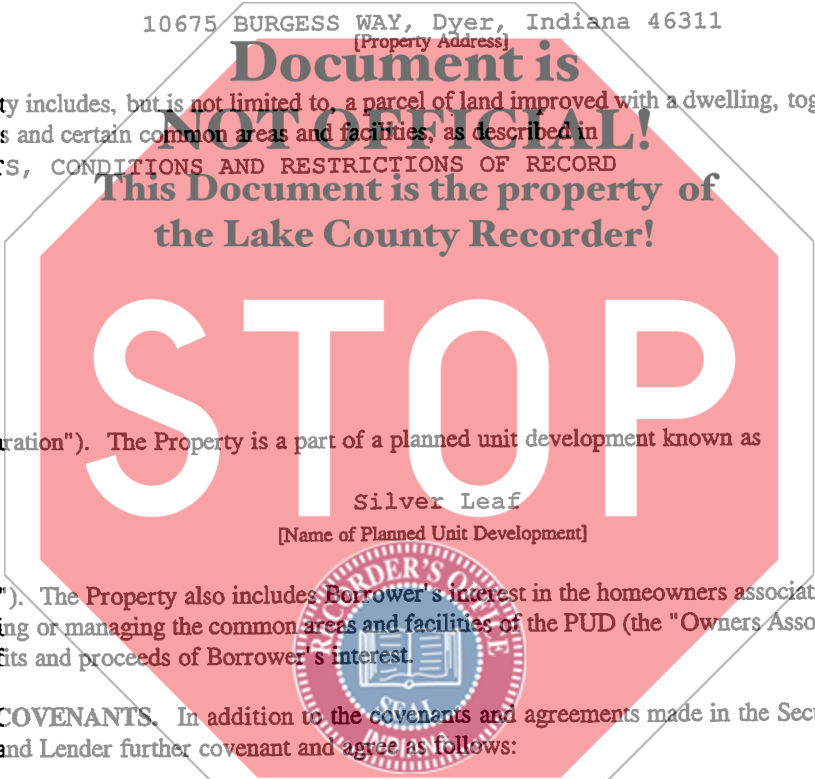 10675 BURGESS WAY, Dyer, Indiana 46311
[Property Address]
Document is
ty includes, but is not limited to, a parcel of land improved with a dwelling, tog
NOT OFFICIAL!
s and certain common areas and facilities, as described in
S, CONDITIONS AND RESTRICTIONS OF RECORD
This Document is the property of
the Lake County Recorder!
STOP
ration"). The Property is a part of a planned unit development known as
Silver Leaf
[Name of Planned Unit Development]
"). The Property also includes Borrower's interest in the homeowners associat
ing or managing the common areas and facilities of the PUD (the "Owners Asso
fits and proceeds of Borrower's interest.
RECORDER'S OFFICE
SEAL
INDIANA
COVENANTS. In addition to the covenants and agreements made in the Secu
and Lender further covenant and agree as follows: